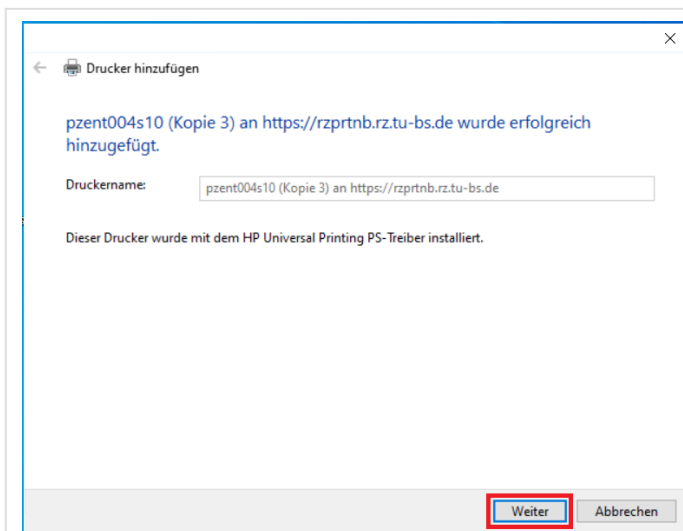 Drucker hinzufügen
pzent004s10 (Kopie 3) an https://rzprtnb.rz.tu-bs.de wurde erfolgreich
hinzugefügt.
Druckername:
pzent004s10 (Kopie 3) an https://rzprtnb.rz.tu-bs.de
Dieser Drucker wurde mit dem HP Universal Printing PS-Treiber installiert.
Weiter
Abbrechen